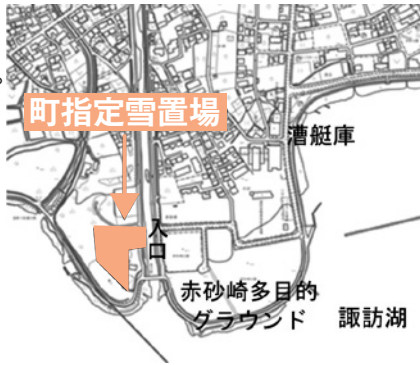 町指定雪置場
漕艇庫
入口
赤砂崎多目的
グラウンド
諏訪湖